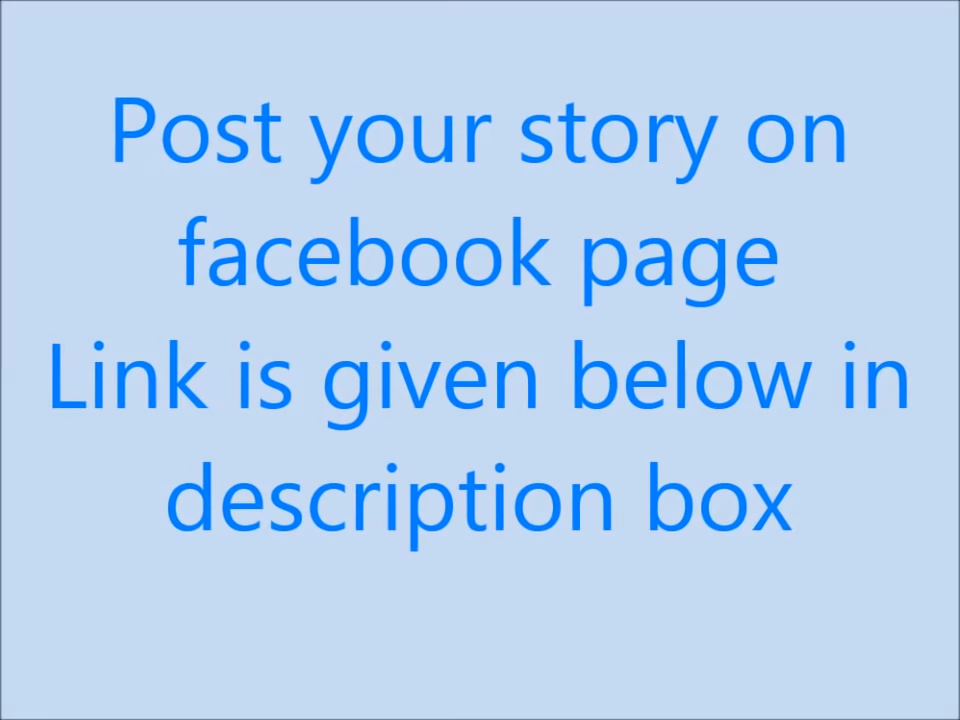 Post your story on
facebook page
Link is given below in
description box